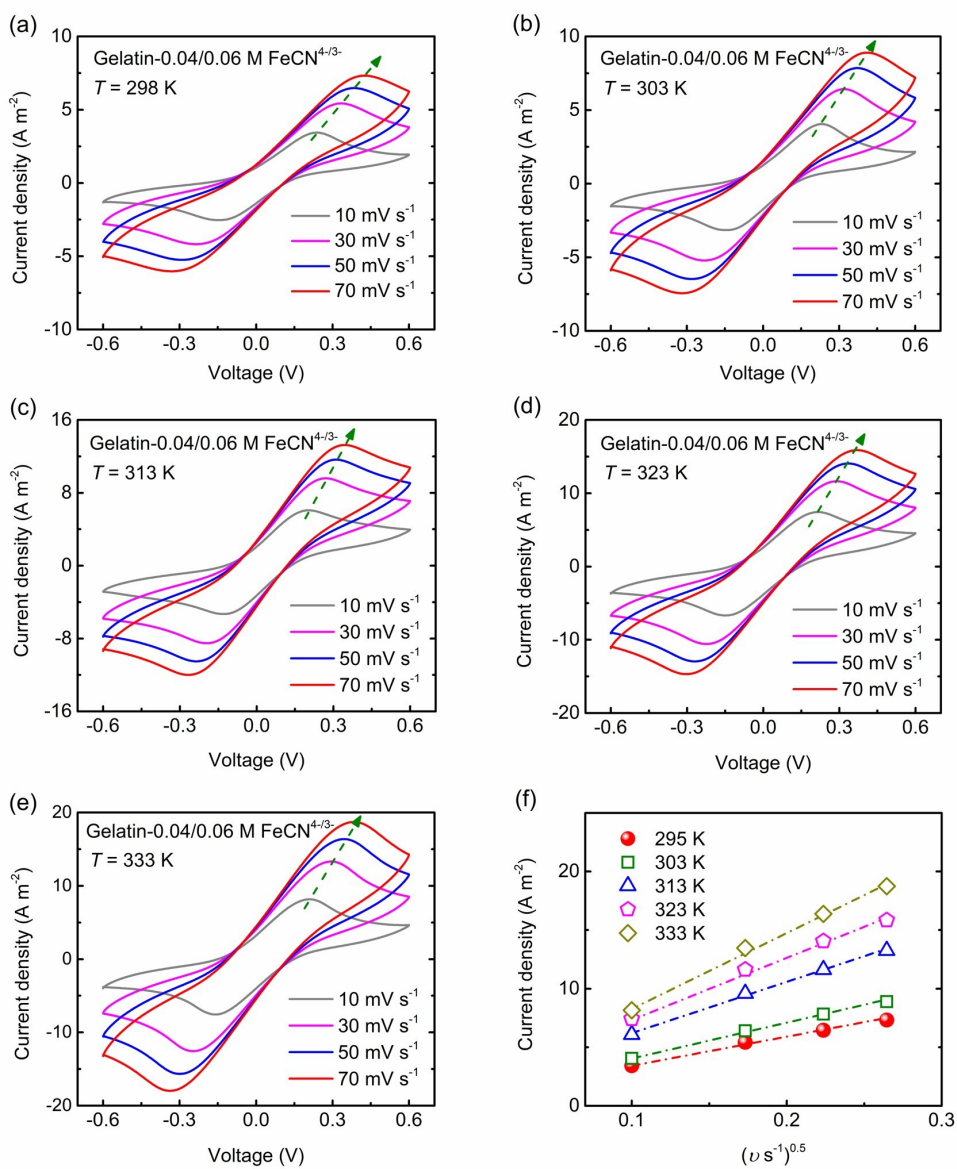 (a)
Gelatin-0.04/0.06 M FeCN4-/3-
T = 298 K
10 mV s-1
30 mV s-1
50 mV s-1
70 mV s-1
10
5
0
-5
-10
Current density (A m-2)
-0.6 -0.3 0.0 0.3 0.6
Voltage (V)
(b)
Gelatin-0.04/0.06 M FeCN4-/3-
T = 303 K
10 mV s-1
30 mV s-1
50 mV s-1
70 mV s-1
10
5
0
-5
-10
Current density (A m-2)
-0.6 -0.3 0.0 0.3 0.6
Voltage (V)
(c)
Gelatin-0.04/0.06 M FeCN4-/3-
T = 313 K
10 mV s-1
30 mV s-1
50 mV s-1
70 mV s-1
16
8
0
-8
-16
Current density (A m-2)
-0.6 -0.3 0.0 0.3 0.6
Voltage (V)
(d)
Gelatin-0.04/0.06 M FeCN4-/3-
T = 323 K
10 mV s-1
30 mV s-1
50 mV s-1
70 mV s-1
20
10
0
-10
-20
Current density (A m-2)
-0.6 -0.3 0.0 0.3 0.6
Voltage (V)
(e)
Gelatin-0.04/0.06 M FeCN4-/3-
T = 333 K
10 mV s-1
30 mV s-1
50 mV s-1
70 mV s-1
20
10
0
-10
-20
Current density (A m-2)
-0.6 -0.3 0.0 0.3 0.6
Voltage (V)
(f)
295 K
303 K
313 K
323 K
333 K
20
10
0
Current density (A m-2)
0.1 0.2 0.3
(υ s-1)0.5